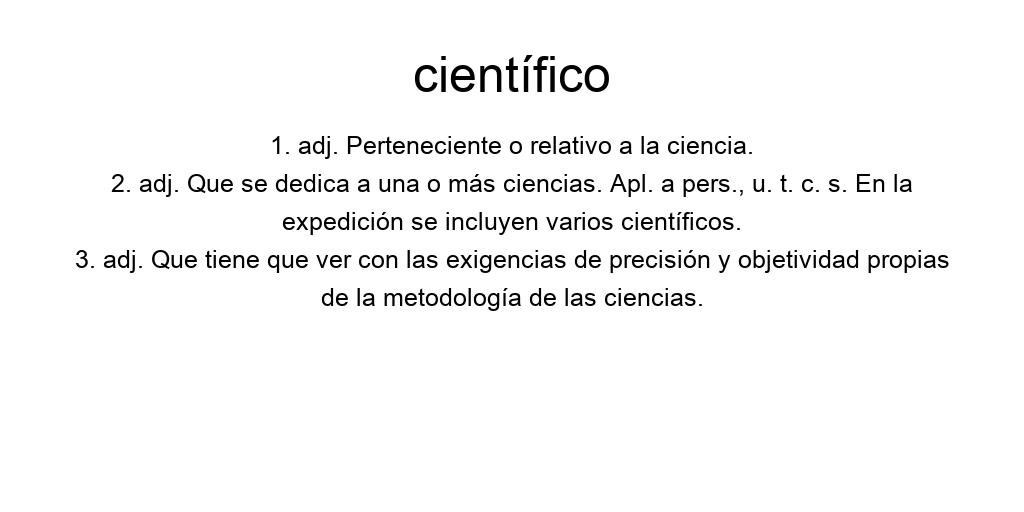 científico
1. adj. Perteneciente o relativo a la ciencia.
2. adj. Que se dedica a una o más ciencias. Apl. a pers., u. t. c. s. En la
expedición se incluyen varios científicos.
3. adj. Que tiene que ver con las exigencias de precisión y objetividad propias
de la metodología de las ciencias.